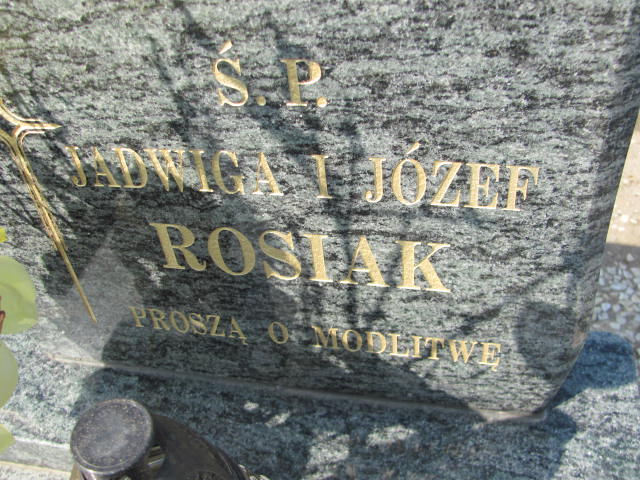 Ś. P.
JADWIGA I JÓZEF
ROSIAK
PROSZĄ O MODLITWĘ